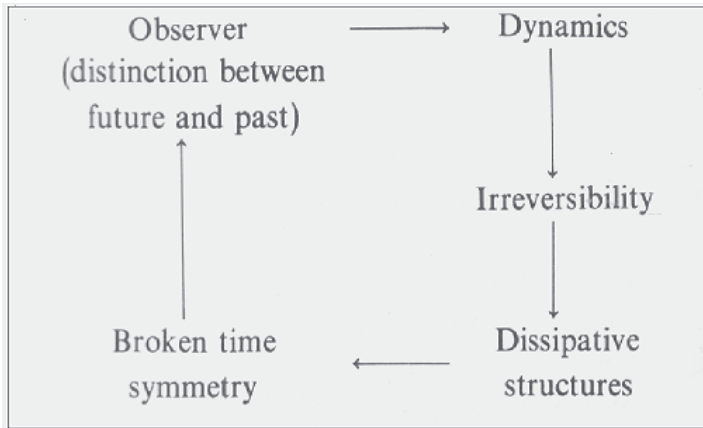 Observer
(distinction between
future and past)
Dynamics
Irreversibility
Dissipative
structures
Broken time
symmetry